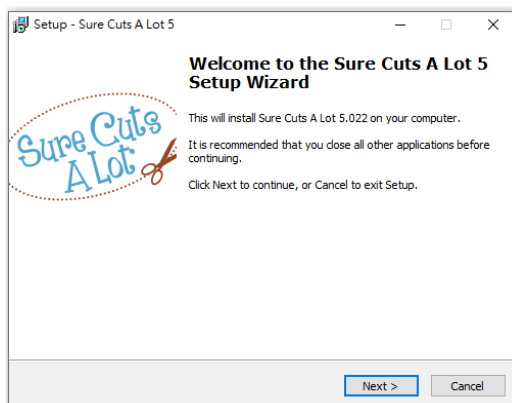 Setup - Sure Cuts A Lot 5
Welcome to the Sure Cuts A Lot 5
Setup Wizard
This will install Sure Cuts A Lot 5.022 on your computer.
It is recommended that you close all other applications before
continuing.
Click Next to continue, or Cancel to exit Setup.
Sure Cuts
A Lot
Next >
Cancel